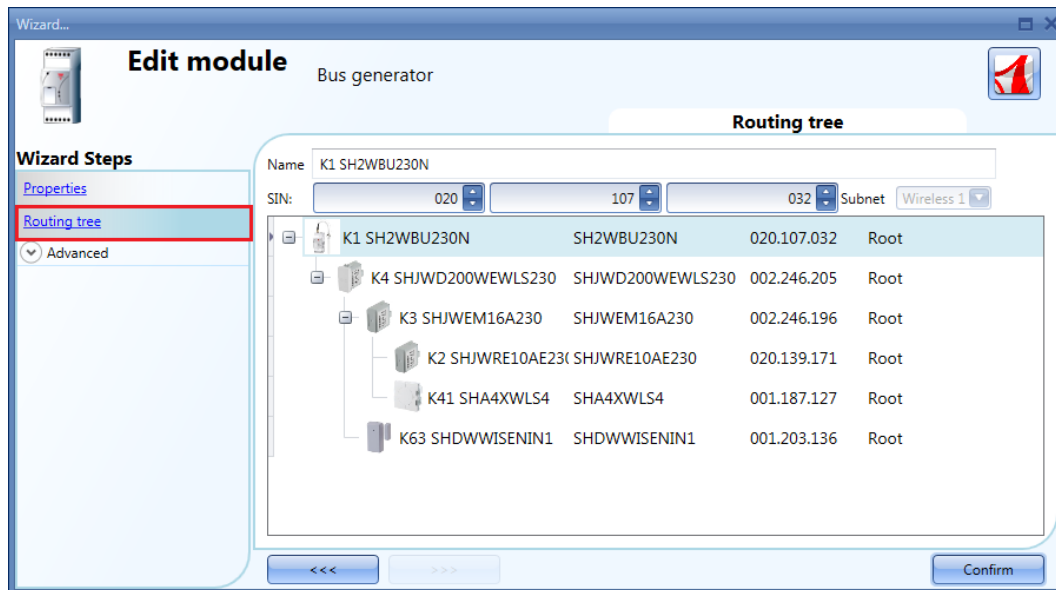 Wizard...
Edit module
Bus generator
Routing tree
Wizard Steps
Properties
Routing tree
Advanced
Name K1 SH2WBU230N
SIN: 020 107 032 Subnet Wireless 1
K1 SH2WBU230N SH2WBU230N 020.107.032 Root
K4 SHJWD200WEWLS230 SHJWD200WEWLS230 002.246.205 Root
K3 SHJWEM16A230 SHJWEM16A230 002.246.196 Root
K2 SHJWRE10AE23( SHJWRE10AE230 020.139.171 Root
K41 SHA4XWLS4 SHA4XWLS4 001.187.127 Root
K63 SHDWWISENIN1 SHDWWISENIN1 001.203.136 Root
<<< >>> Confirm